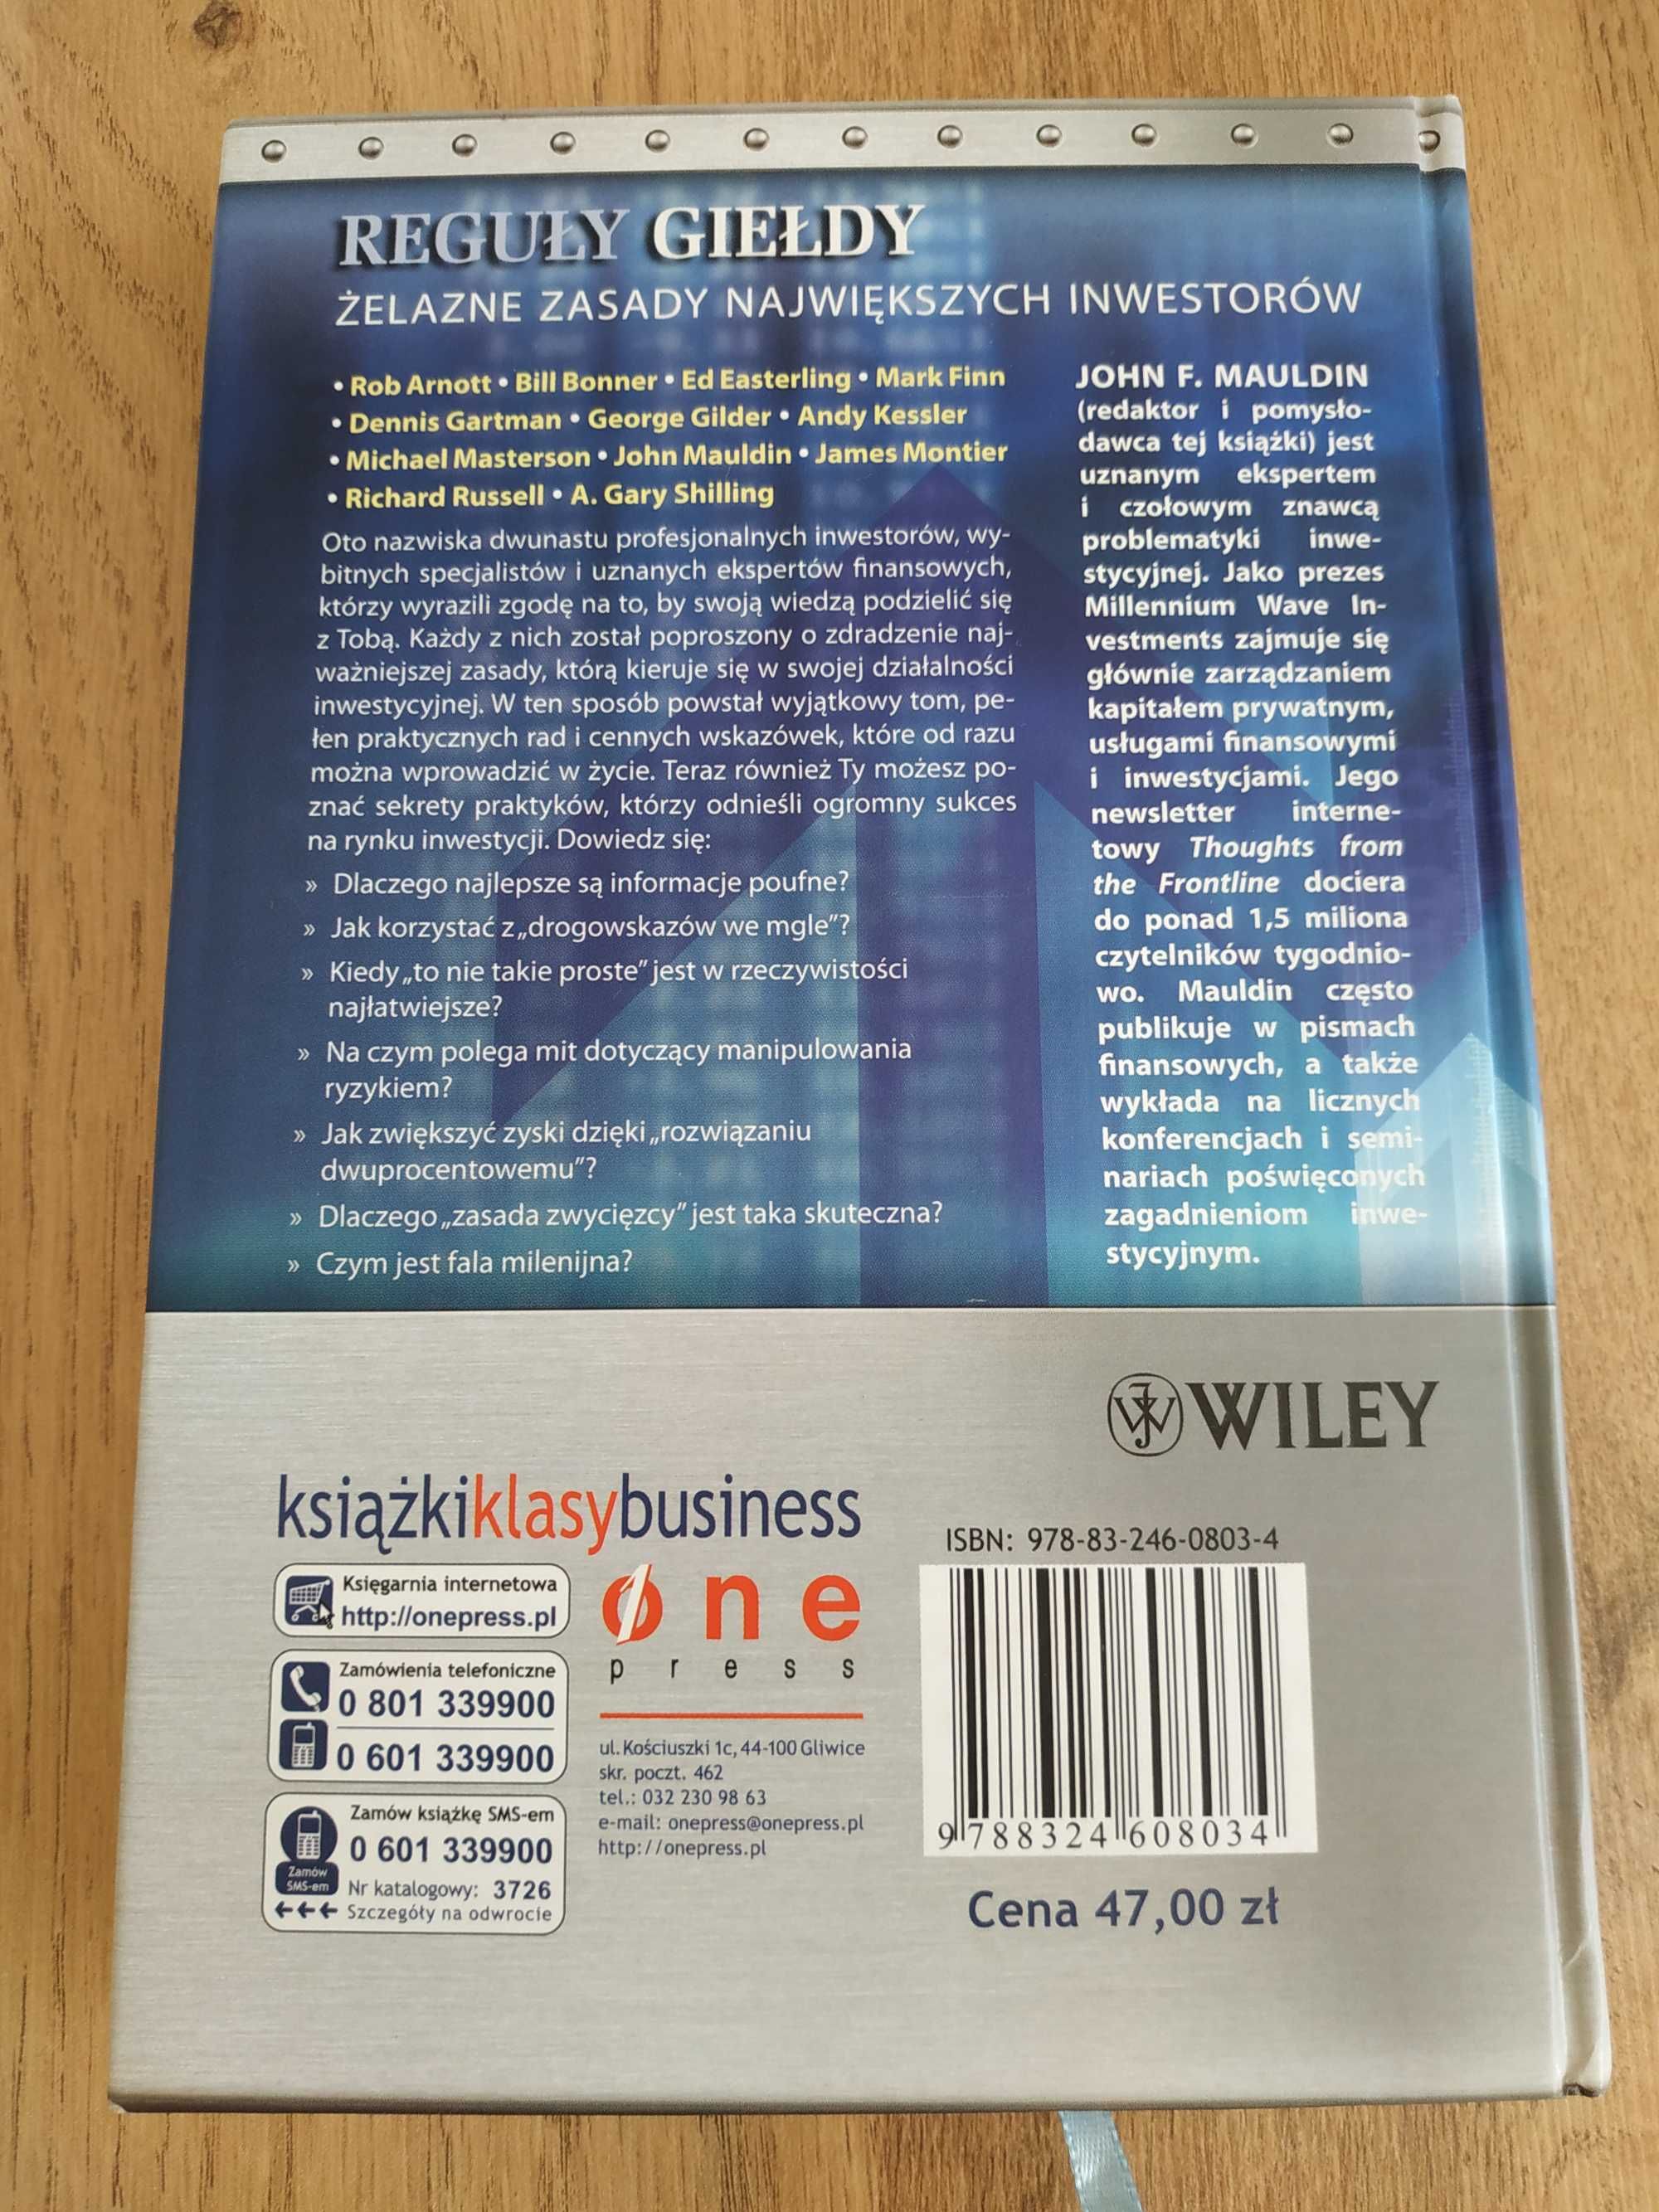 REGUŁY GIEŁDY
ŻELAZNE ZASADY NAJWIĘKSZYCH INWESTORÓW
• Rob Arnott • Bill Bonner • Ed Easterling • Mark Finn
• Dennis Gartman • George Gilder • Andy Kessler
• Michael Masterson • John Mauldin • James Montier
• Richard Russell • A. Gary Shilling
Oto nazwiska dwunastu profesjonalnych inwestorów, wy-
bitnych specjalistów i uznanych ekspertów finansowych,
którzy wyrazili zgodę na to, by swoją wiedzą podzielić się
z Tobą. Każdy z nich został poproszony o zdradzenie naj-
ważniejszej zasady, którą kieruje się w swojej działalności
inwestycyjnej. W ten sposób powstał wyjątkowy tom, pe-
łen praktycznych rad i cennych wskazówek, które od razu
można wprowadzić w życie. Teraz również Ty możesz po-
znać sekrety praktyków, którzy odnieśli ogromny sukces
na rynku inwestycji. Dowiedz się:
» Dlaczego najlepsze są informacje poufne?
» Jak korzystać z „drogowskazów we mgle”?
» Kiedy „to nie takie proste” jest w rzeczywistości
najłatwiejsze?
» Na czym polega mit dotyczący manipulowania
ryzykiem?
» Jak zwiększyć zyski dzięki „rozwiązaniu
dwuprocentowemu”?
» Dlaczego „zasada zwycięzcy” jest taka skuteczna?
» Czym jest fala milenijna?
JOHN F. MAULDIN
(redaktor i pomysło-
dawca tej książki) jest
uznanym ekspertem
i czołowym znawcą
problematyki inwe-
stycyjnej. Jako prezes
Millennium Wave In-
vestments zajmuje się
głównie zarządzaniem
kapitałem prywatnym,
usługami finansowymi
i inwestycjami. Jego
newsletter interne-
towy Thoughts from
the Frontline dociera
do ponad 1,5 miliona
czytelników tygodnio-
wo. Mauldin często
publikuje w pismach
finansowych, a także
wykłada na licznych
konferencjach i semi-
nariach poświęconych
zagadnieniom inwe-
stycyjnym.
WILEY
książkiklasybusiness
Księgarnia internetowa
http://onepress.pl
Zamówienia telefoniczne
0 801 339900
0 601 339900
Zamów książkę SMS-em
0 601 339900
Zamów
SMS-em
Nr katalogowy: 3726
←←← Szczegóły na odwrocie
one
press
ul. Kościuszki 1c, 44-100 Gliwice
skr. poczt. 462
tel.: 032 230 98 63
e-mail: onepress@onepress.pl
http://onepress.pl
ISBN: 978-83-246-0803-4
9 788324 608034
Cena 47,00 zł